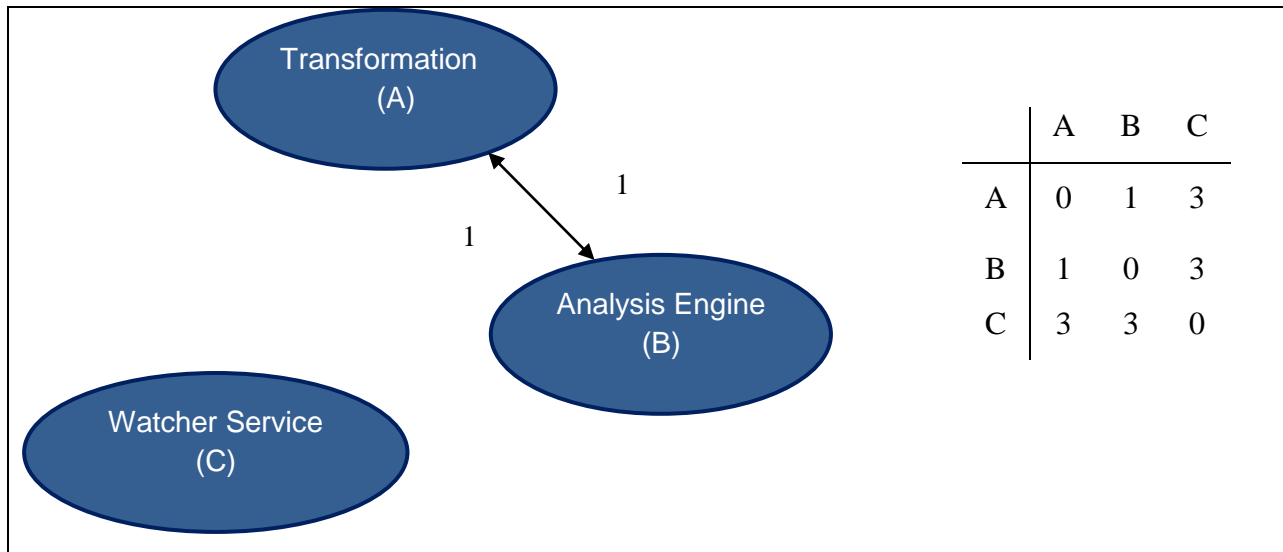 Transformation
(A)
1
1
Analysis Engine
(B)
Watcher Service
(C)
A B C
A 0 1 3
B 1 0 3
C 3 3 0